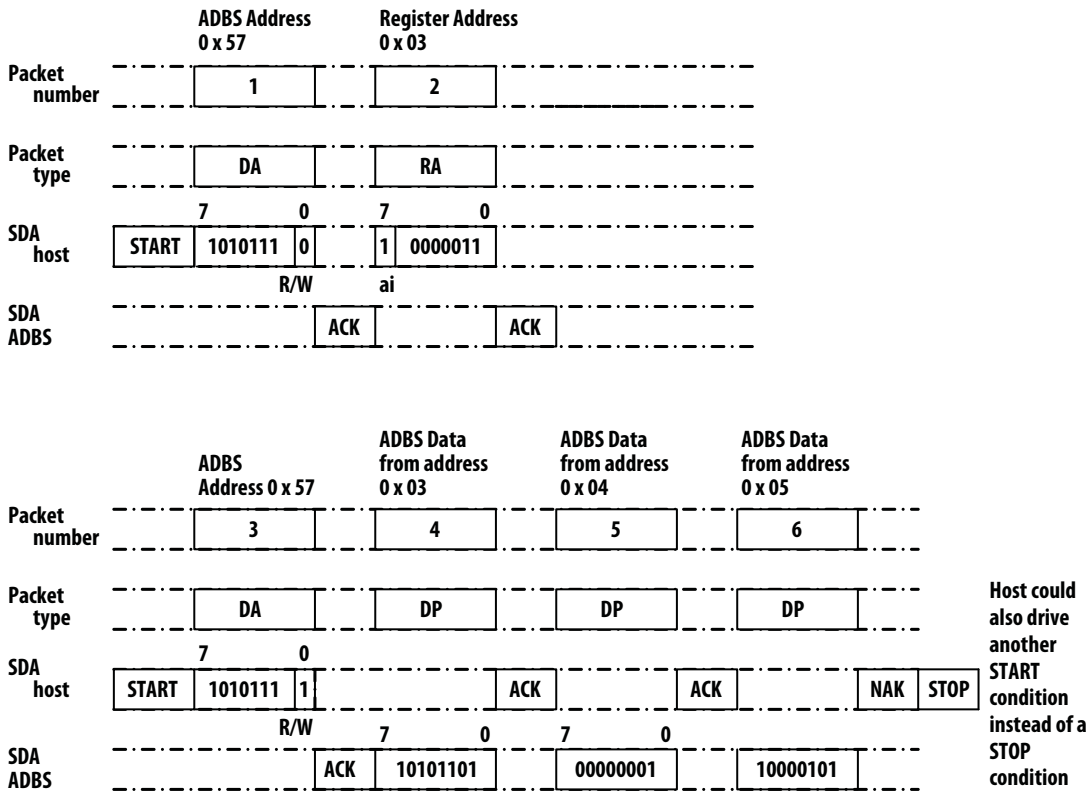 ADBS Address
0 x 57
Register Address
0 x 03
Packet
number
1
2
Packet
type
DA
RA
7 0 7 0
SDA
host
START 1010111 0 1 0000011
R/W ai
SDA
ADBS
ACK ACK
ADBS
Address 0 x 57
ADBS Data
from address
0 x 03
ADBS Data
from address
0 x 04
ADBS Data
from address
0 x 05
Packet
number
3 4 5 6
Packet
type
DA DP DP DP
7 0
SDA
host
START 1010111 1 ACK ACK NAK STOP
R/W 7 0 7 0
SDA
ADBS
ACK 10101101 00000001 10000101
Host could
also drive
another
START
condition
instead of a
STOP
condition